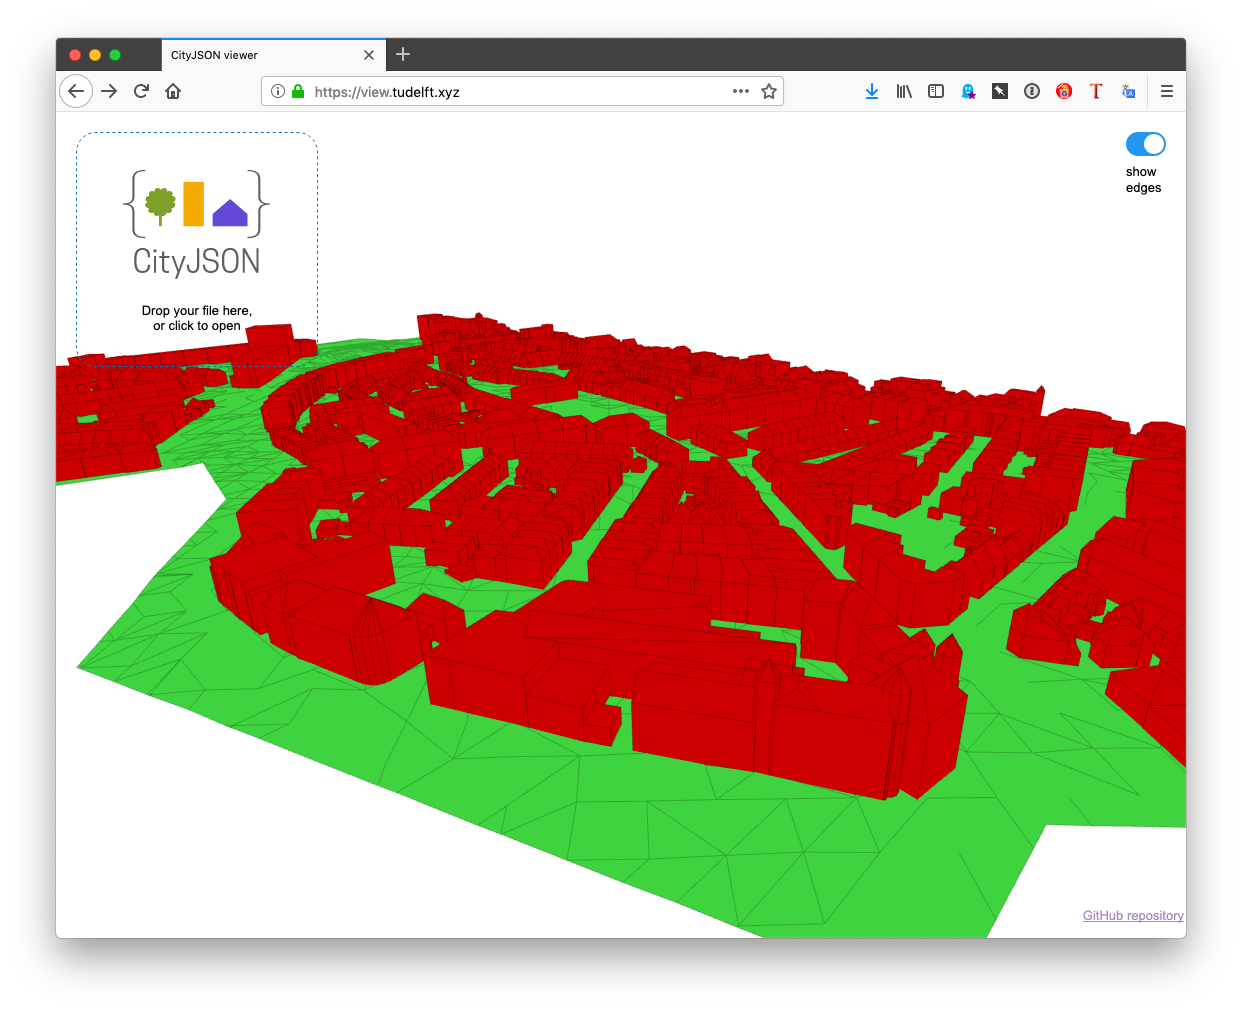 CityJSON viewer
https://view.tudelft.xyz
T
show
edges
CityJSON
Drop your file here,
or click to open
GitHub repository